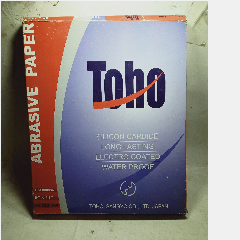 ABRASIVE PAPER
Toho
SILICON CARBIDE
LONG LASTING
ELECTRO COATED
WATER PROOF